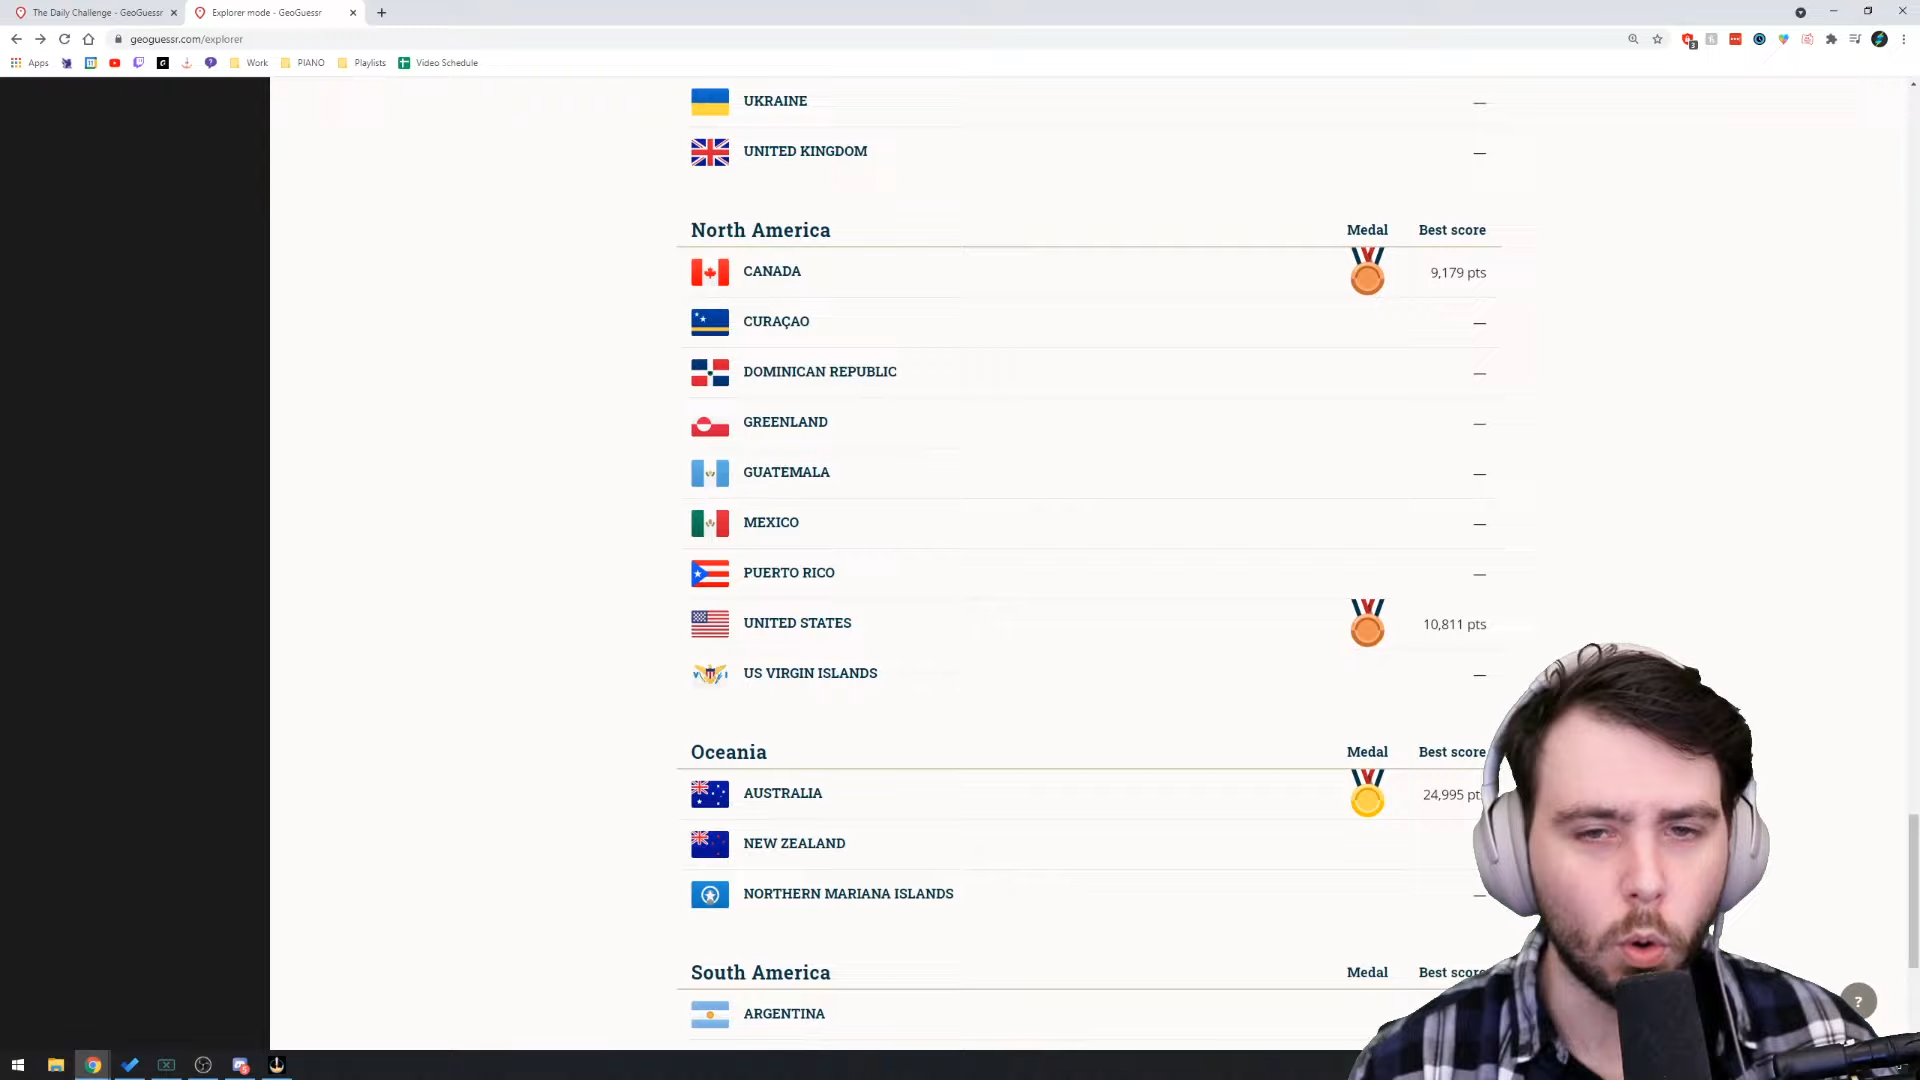 The Daily Challenge - GeoGuessr
Explorer mode - GeoGuessr
geoguessr.com/explorer
Apps
Work
PIANO
Playlists
Video Schedule
UKRAINE —
UNITED KINGDOM —
North America Medal Best score
CANADA 9,179 pts
CURAÇAO —
DOMINICAN REPUBLIC —
GREENLAND —
GUATEMALA —
MEXICO —
PUERTO RICO —
UNITED STATES 10,811 pts
US VIRGIN ISLANDS —
Oceania Medal Best score
AUSTRALIA 24,995 pt
NEW ZEALAND
NORTHERN MARIANA ISLANDS —
South America Medal Best score
ARGENTINA
?